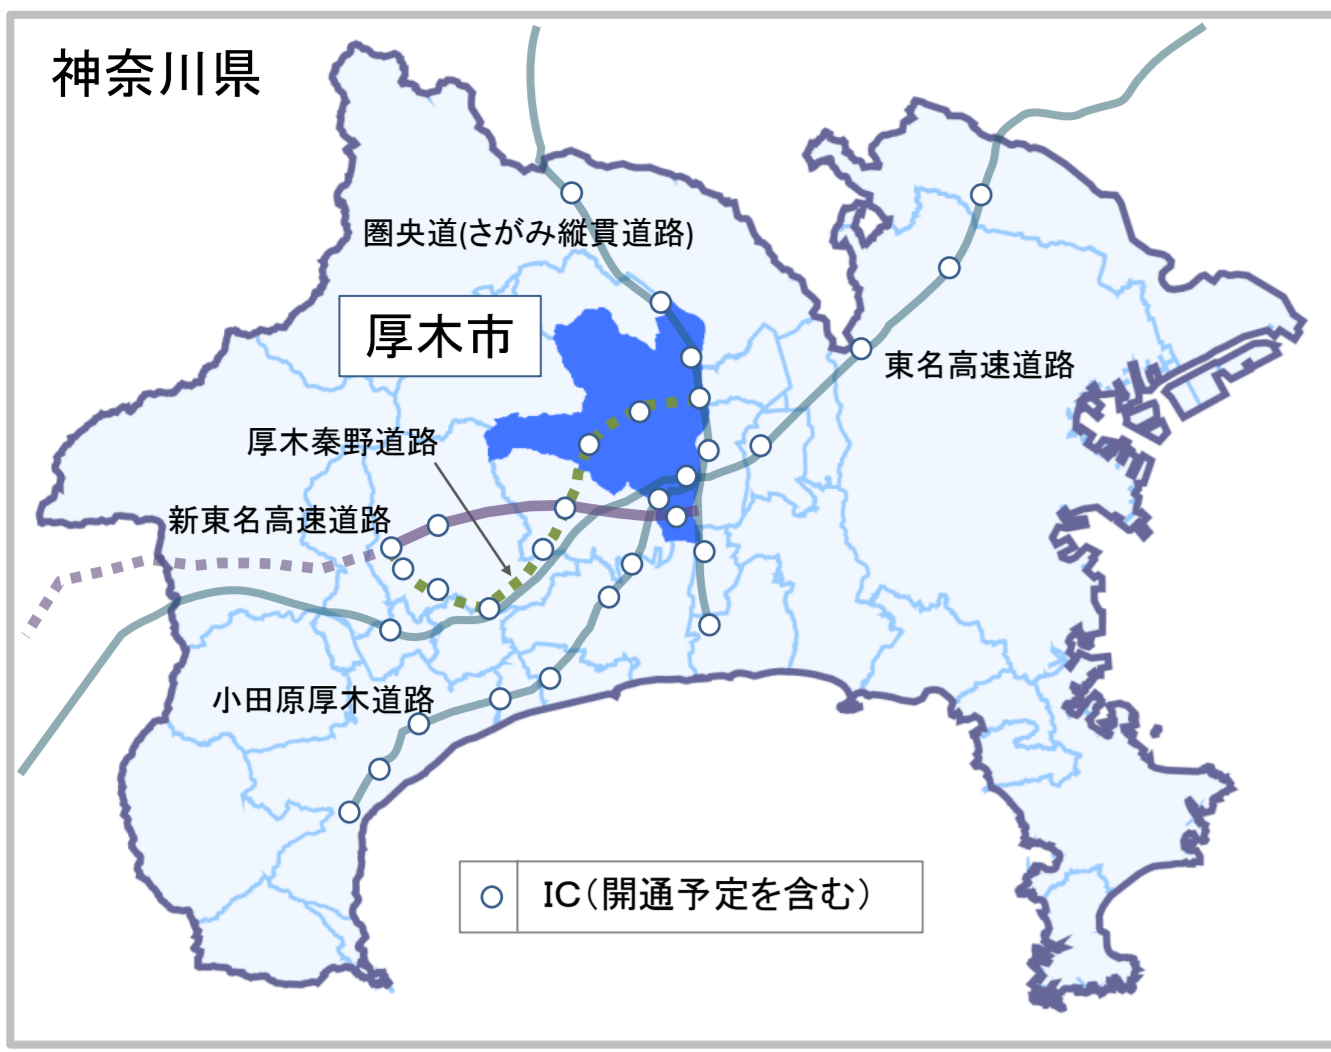 神奈川県
圏央道(さがみ縦貫道路)
厚木市
東名高速道路
厚木秦野道路
新東名高速道路
小田原厚木道路
IC(開通予定を含む)